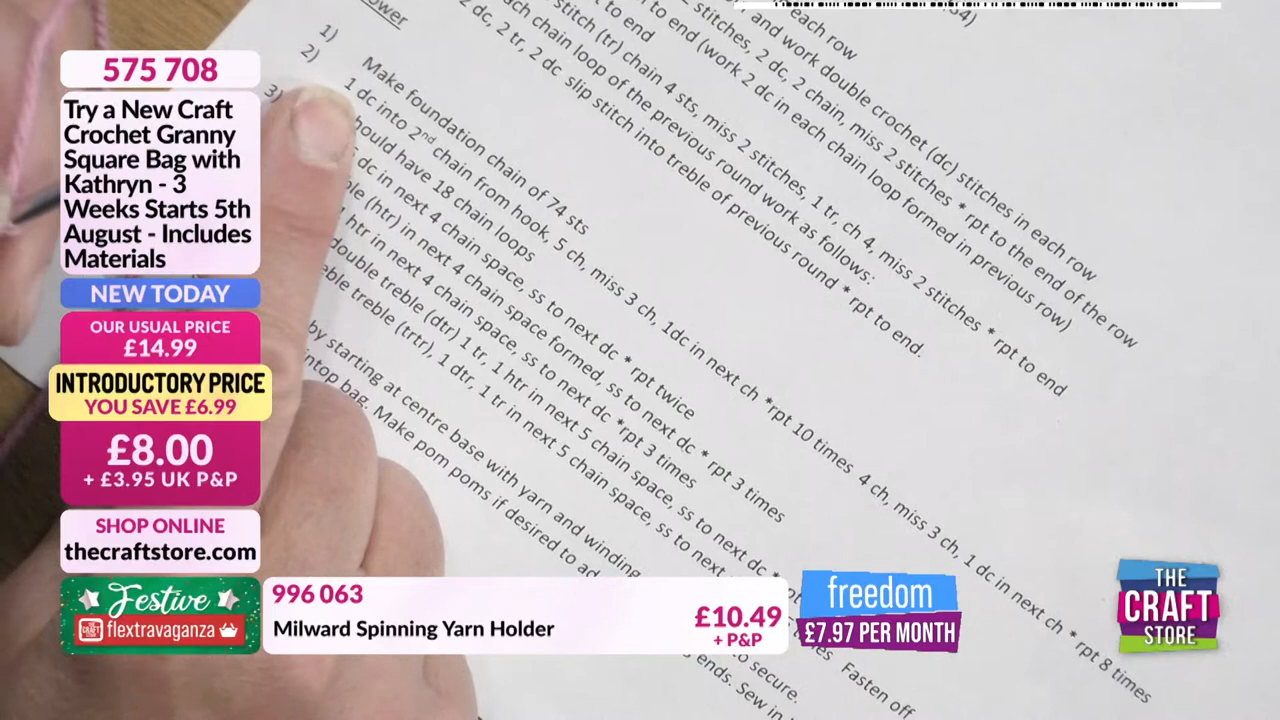 575 708
Try a New Craft
Crochet Granny
Square Bag with
Kathryn - 3
Weeks Starts 5th
August - Includes
Materials
NEW TODAY
OUR USUAL PRICE
£14.99
INTRODUCTORY PRICE
YOU SAVE £6.99
£8.00
+ £3.95 UK P&P
SHOP ONLINE
thecraftstore.com
Festive
THE CRAFT STORE
flextravaganza
996 063
Milward Spinning Yarn Holder
£10.49
+ P&P
freedom
£7.97 PER MONTH
THE
CRAFT
STORE
each row
and work double crochet (dc) stitches in each row
stitches, 2 dc, 2 chain, miss 2 stitches * rpt to the end of the row
to end (work 2 dc in each chain loop formed in previous row)
to end
stitch (tr) chain 4 sts, miss 2 stitches, 1 tr, ch 4, miss 2 stitches * rpt to end
chain loop of the previous round work as follows:
2 dc, 2 tr, 2 dc slip stitch into treble of previous round * rpt to end.
1)
Make foundation chain of 74 sts
2)
1 dc into 2nd chain from hook, 5 ch, miss 3 ch, 1dc in next ch *rpt 10 times 4 ch, miss 3 ch, 1 dc in next ch * rpt 8 times
should have 18 chain loops
3)
dc in next 4 chain space, ss to next dc * rpt twice
(htr) in next 4 chain space formed, ss to next dc * rpt 3 times
htr in next 4 chain space, ss to next dc *rpt 3 times
double treble (dtr) 1 tr, 1 htr in next 5 chain space, ss to next dc *
treble (trtr), 1 dtr, 1 tr in next 5 chain space, ss to next
times Fasten off
by starting at centre base with yarn and winding
to secure.
bag. Make pom poms if desired to
ends. Sew in